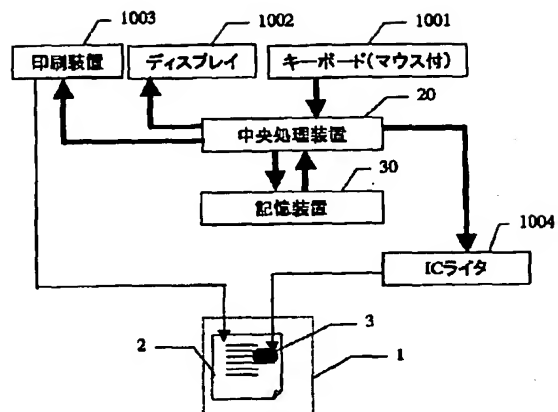 1003
1002
1001
印刷装置
ディスプレイ
キーボード(マウス付)
20
中央処理装置
30
記憶装置
1004
ICライタ
3
2
1